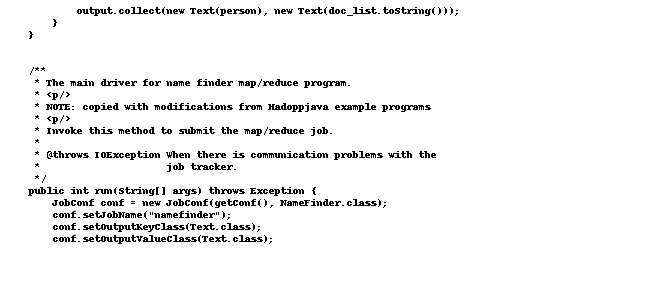 output.collect(new Text(person), new Text(doc_list.toString()));
}
}
/**
* The main driver for name finder map/reduce program.
* <p/>
* NOTE: copied with modifications from Hadoppjava example programs
* <p/>
* Invoke this method to submit the map/reduce job.
*
* @throws IOException When there is communication problems with the
* job tracker.
*/
public int run(String[] args) throws Exception {
JobConf conf = new JobConf(getConf(), NameFinder.class);
conf.setJobName("namefinder");
conf.setOutputKeyClass(Text.class);
conf.setOutputValueClass(Text.class);